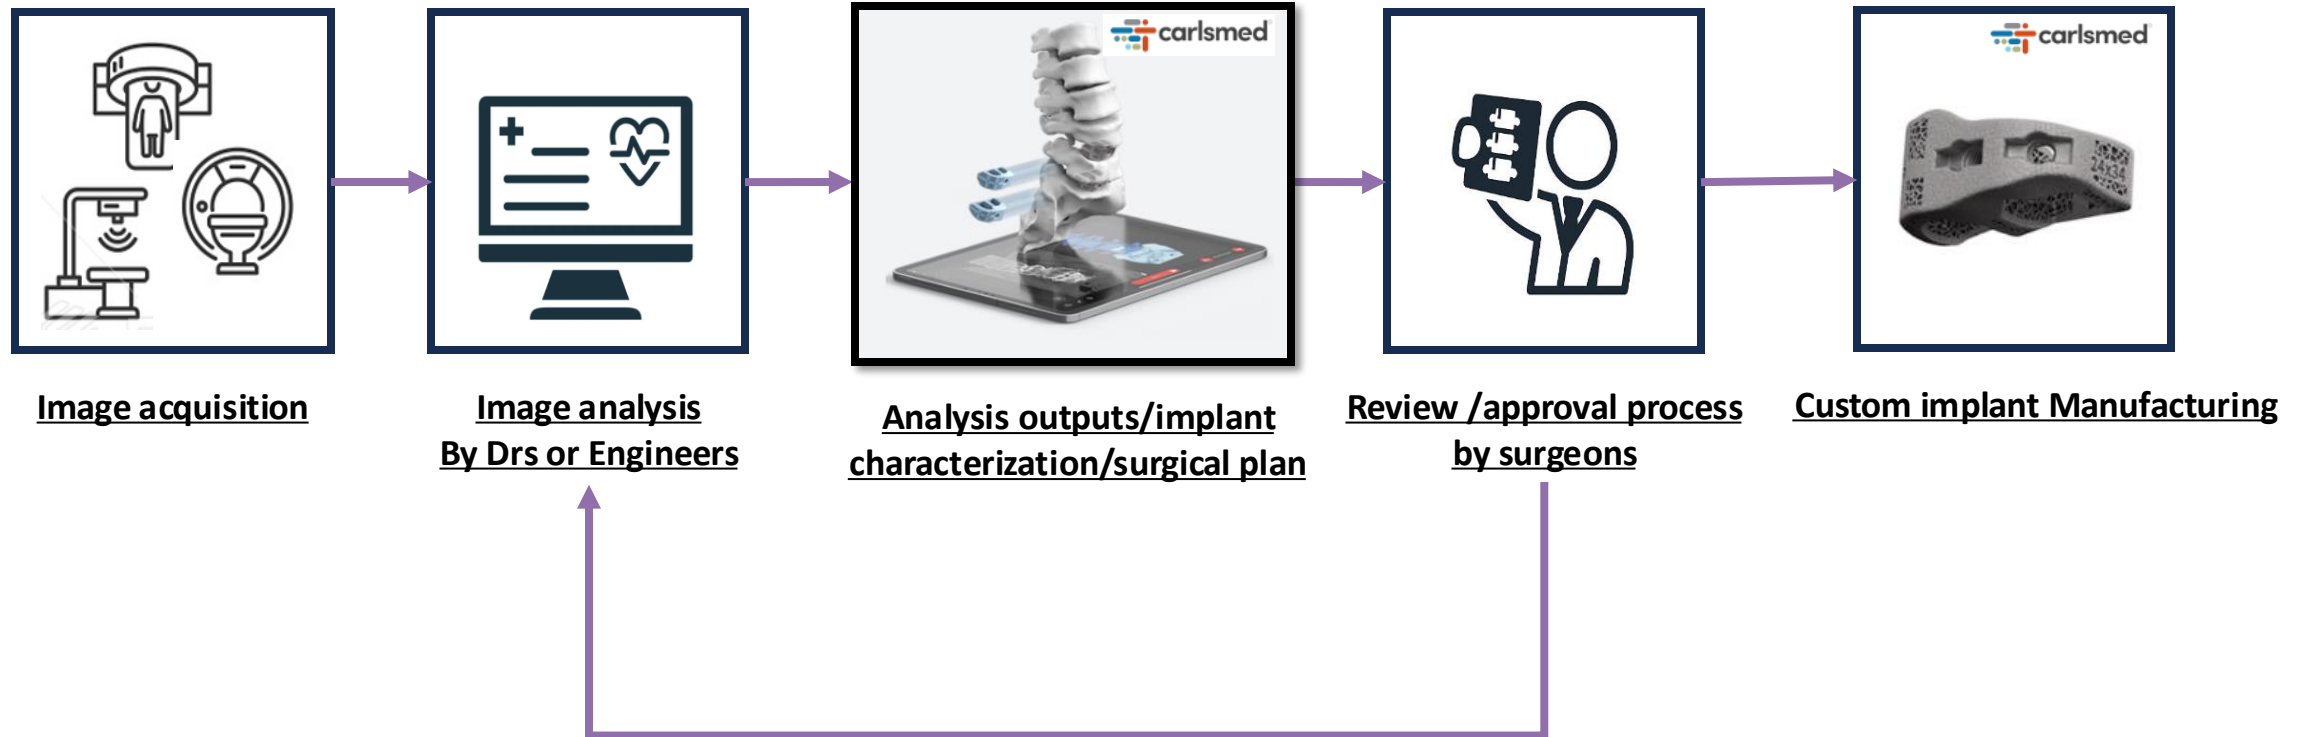 carlsmed
carlsmed
24x34
Image acquisition
Image analysis
By Drs or Engineers
Analysis outputs/implant
characterization/surgical plan
Review /approval process
by surgeons
Custom implant Manufacturing